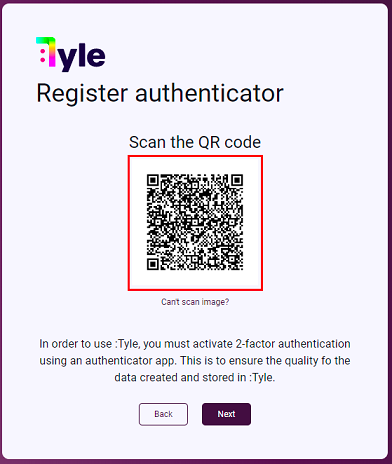 :Tyle
Register authenticator
Scan the QR code
Can't scan image?
In order to use :Tyle, you must activate 2-factor authentication
using an authenticator app. This is to ensure the quality fo the
data created and stored in :Tyle.
Back Next